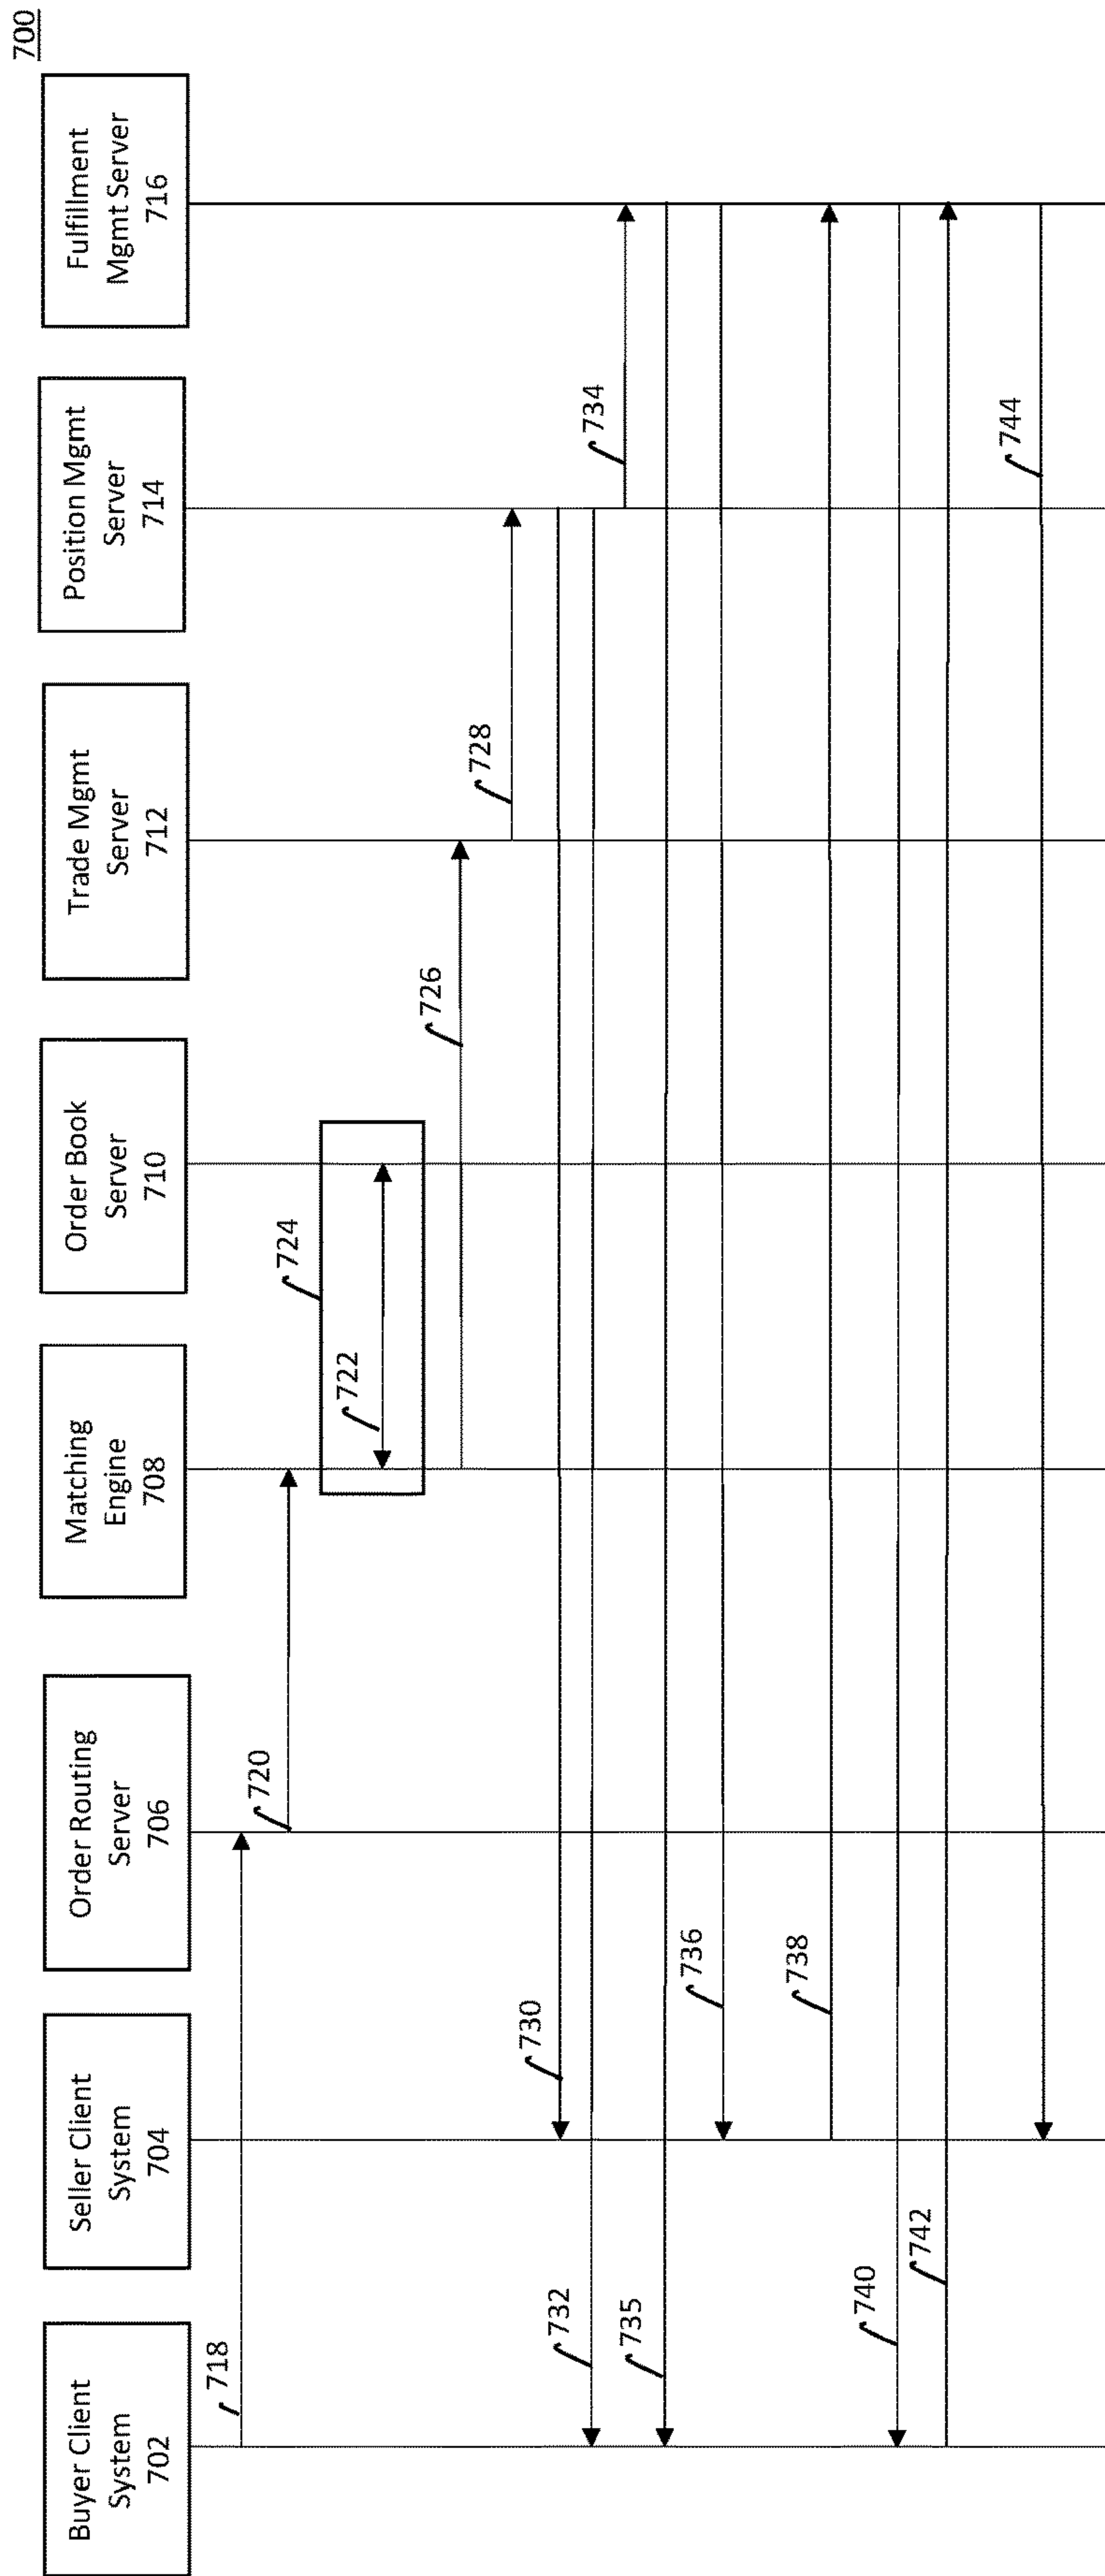 700
Buyer Client
System
702
Seller Client
System
704
Order Routing
Server
706
Matching
Engine
708
Order Book
Server
710
Trade Mgmt
Server
712
Position Mgmt
Server
714
Fulfillment
Mgmt Server
716
718
720
722
724
726
728
730
732
734
735
736
738
740
742
744